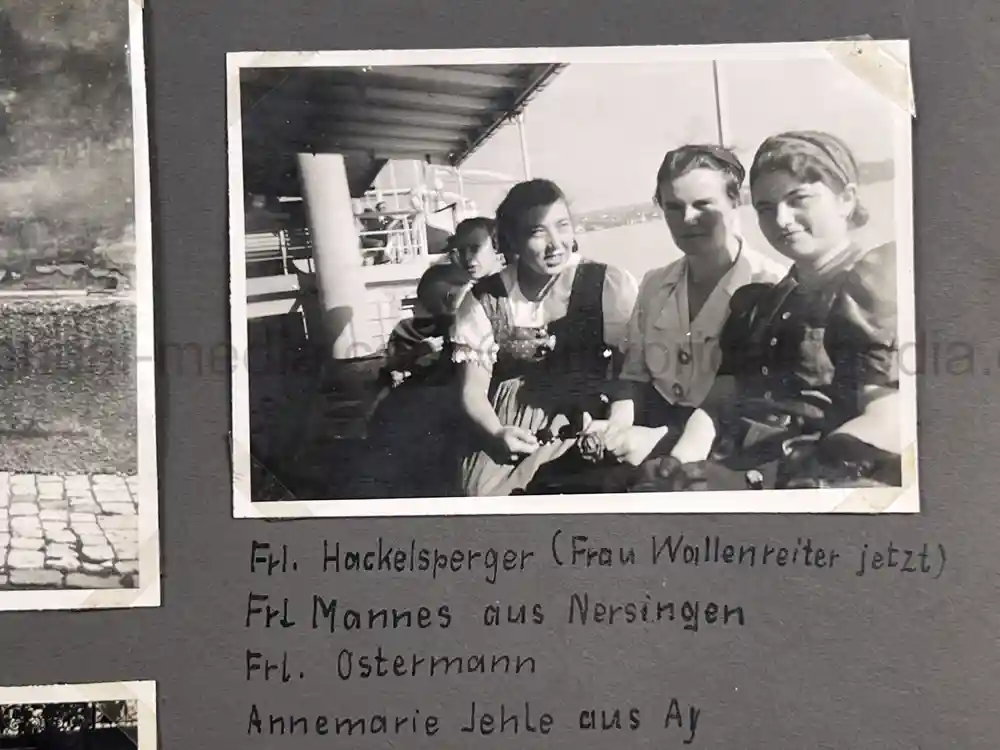 Frl. Hackelsperger (Frau Wallenreiter jetzt)
Frl Mannes aus Nersingen
Frl. Ostermann
Annemarie Jehle aus Ay